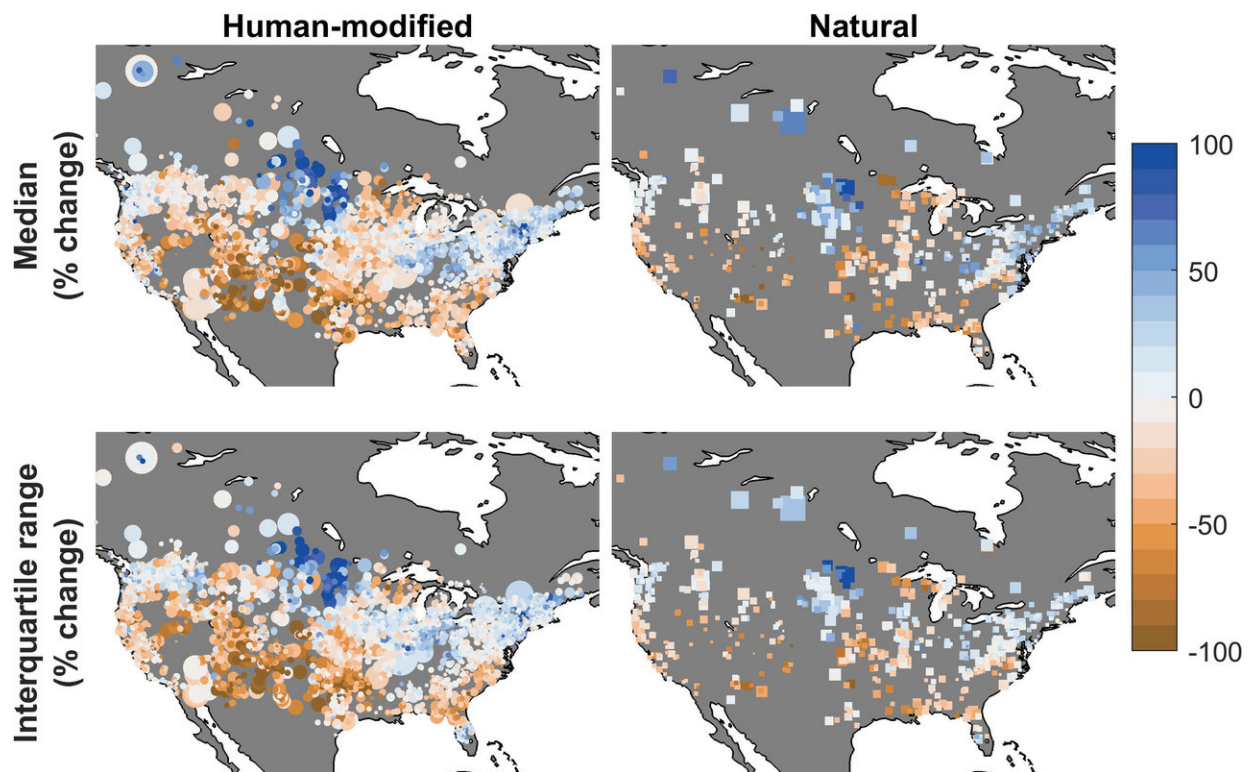 Human-modified
Natural
Median
(% change)
Interquartile range
(% change)
100
50
0
-50
-100